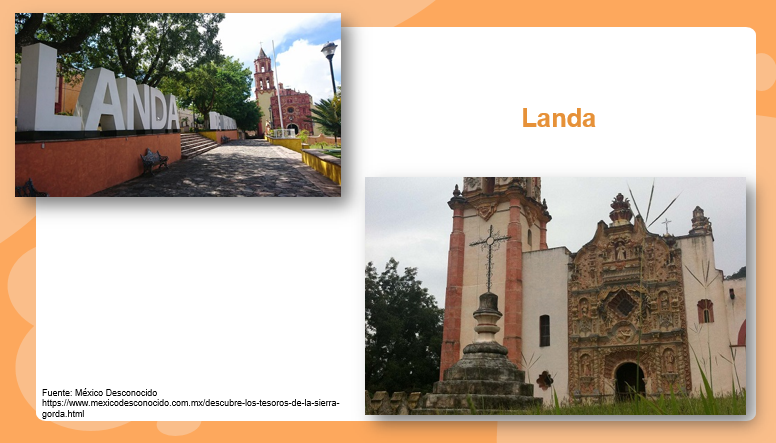 LANDA
Landa
Fuente: México Desconocido
https://www.mexicodesconocido.com.mx/descubre-los-tesoros-de-la-sierra-
gorda.html